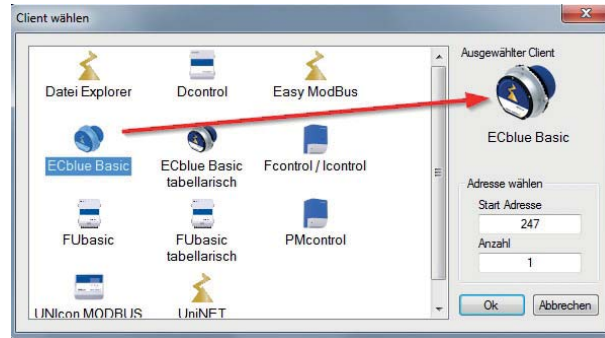 Client wählen
Datei Explorer
Dcontrol
Easy ModBus
ECblue Basic
ECblue Basic
tabellarisch
Fcontrol / Icontrol
FUbasic
FUbasic
tabellarisch
PMcontrol
UNIcon MODBUS
UniNET
Ausgewählter Client
ECblue Basic
Adresse wählen
Start Adresse
247
Anzahl
1
Ok
Abbrechen